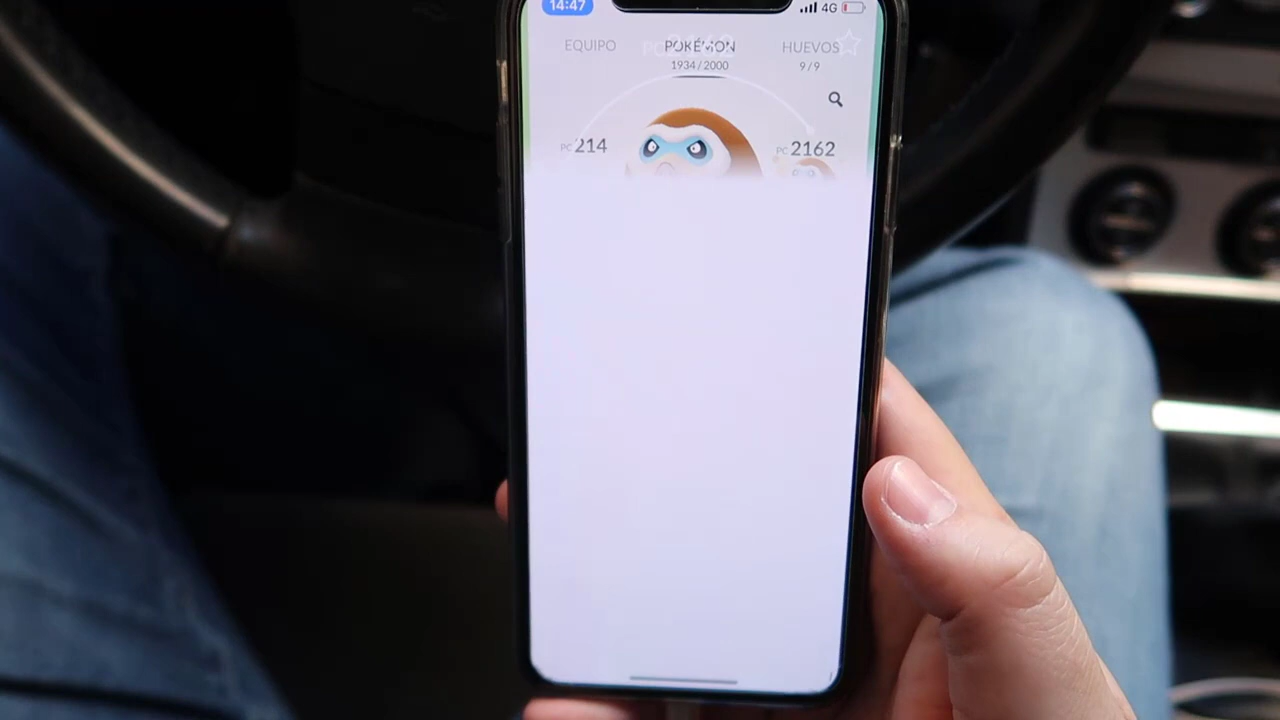 14:47
4G
EQUIPO
POKÉMON
HUEVOS
1934 / 2000
9 / 9
PC 214
PC 2162